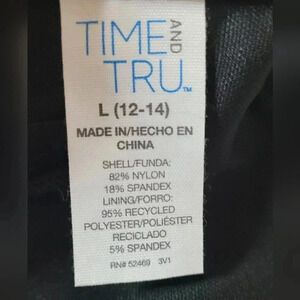 TIME AND
TRU™
L (12-14)
MADE IN/HECHO EN
CHINA
SHELL/FUNDA:
82% NYLON
18% SPANDEX
LINING/FORRO:
95% RECYCLED
POLYESTER/POLIÉSTER
RECICLADO
5% SPANDEX
RN# 52469 3V1